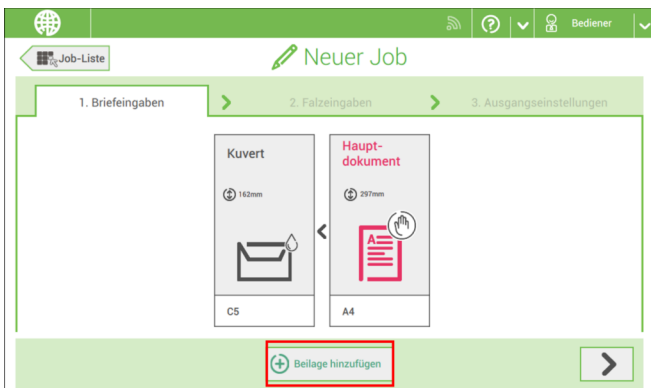 Bediener
Job-Liste
Neuer Job
1. Briefeingaben
2. Falzeingaben
3. Ausgangseinstellungen
Kuvert
162mm
C5
Haupt-
dokument
297mm
A
A4
Beilage hinzufügen